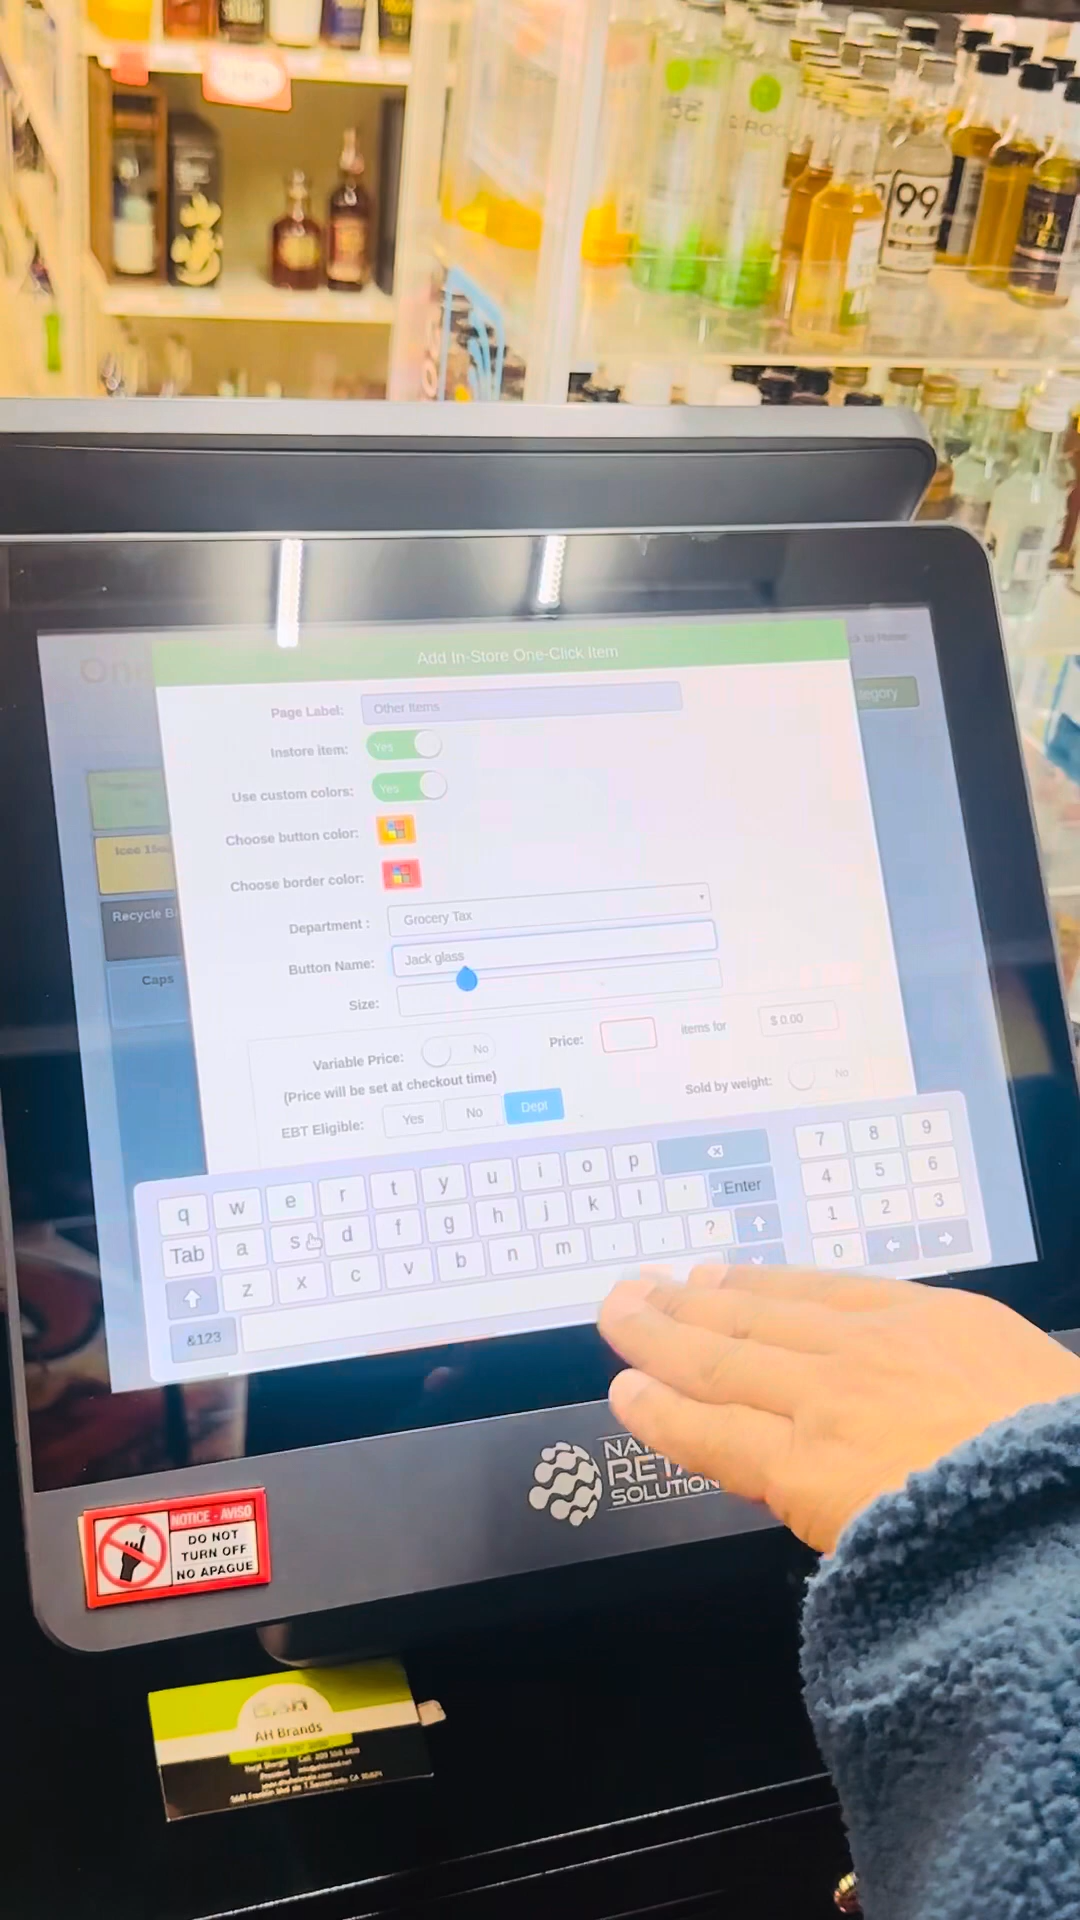 99
Add In-Store One-Click Item
Page Label: Other Items
Instore item: Yes
Use custom colors: Yes
Choose button color:
Choose border color:
Department : Grocery Tax
Button Name: Jack glass
Size:
Variable Price: No
Price: items for $ 0.00
(Price will be set at checkout time)
Sold by weight: No
EBT Eligible: Yes No Dept
Recycle
Caps
q w e r t y u i o p 7 8 9
Tab a s d f g h j k l ' Enter 4 5 6
z x c v b n m , . ? 1 2 3
&123 0
RETA
SOLUTION
NOTICE - AVISO
DO NOT
TURN OFF
NO APAGUE
AH Brands